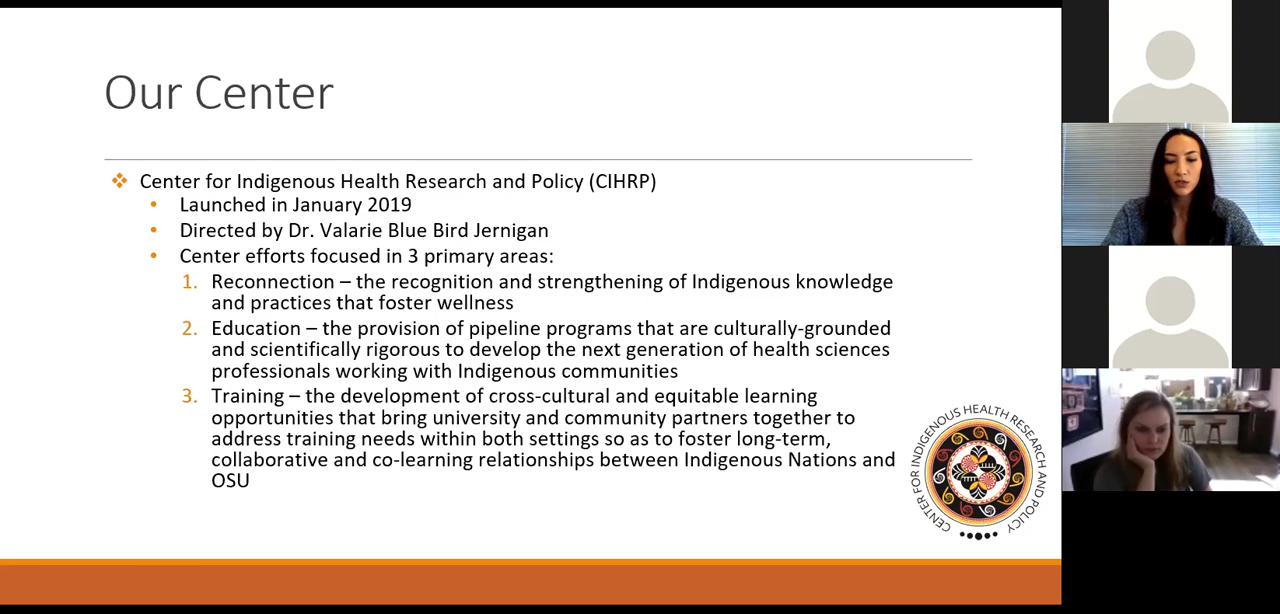 Our Center
Center for Indigenous Health Research and Policy (CIHRP)
Launched in January 2019
Directed by Dr. Valarie Blue Bird Jernigan
Center efforts focused in 3 primary areas:
1. Reconnection – the recognition and strengthening of Indigenous knowledge
and practices that foster wellness
2. Education – the provision of pipeline programs that are culturally-grounded
and scientifically rigorous to develop the next generation of health sciences
professionals working with Indigenous communities
3. Training – the development of cross-cultural and equitable learning
opportunities that bring university and community partners together to
address training needs within both settings so as to foster long-term,
collaborative and co-learning relationships between Indigenous Nations and
OSU
CENTER FOR INDIGENOUS HEALTH RESEARCH AND POLICY